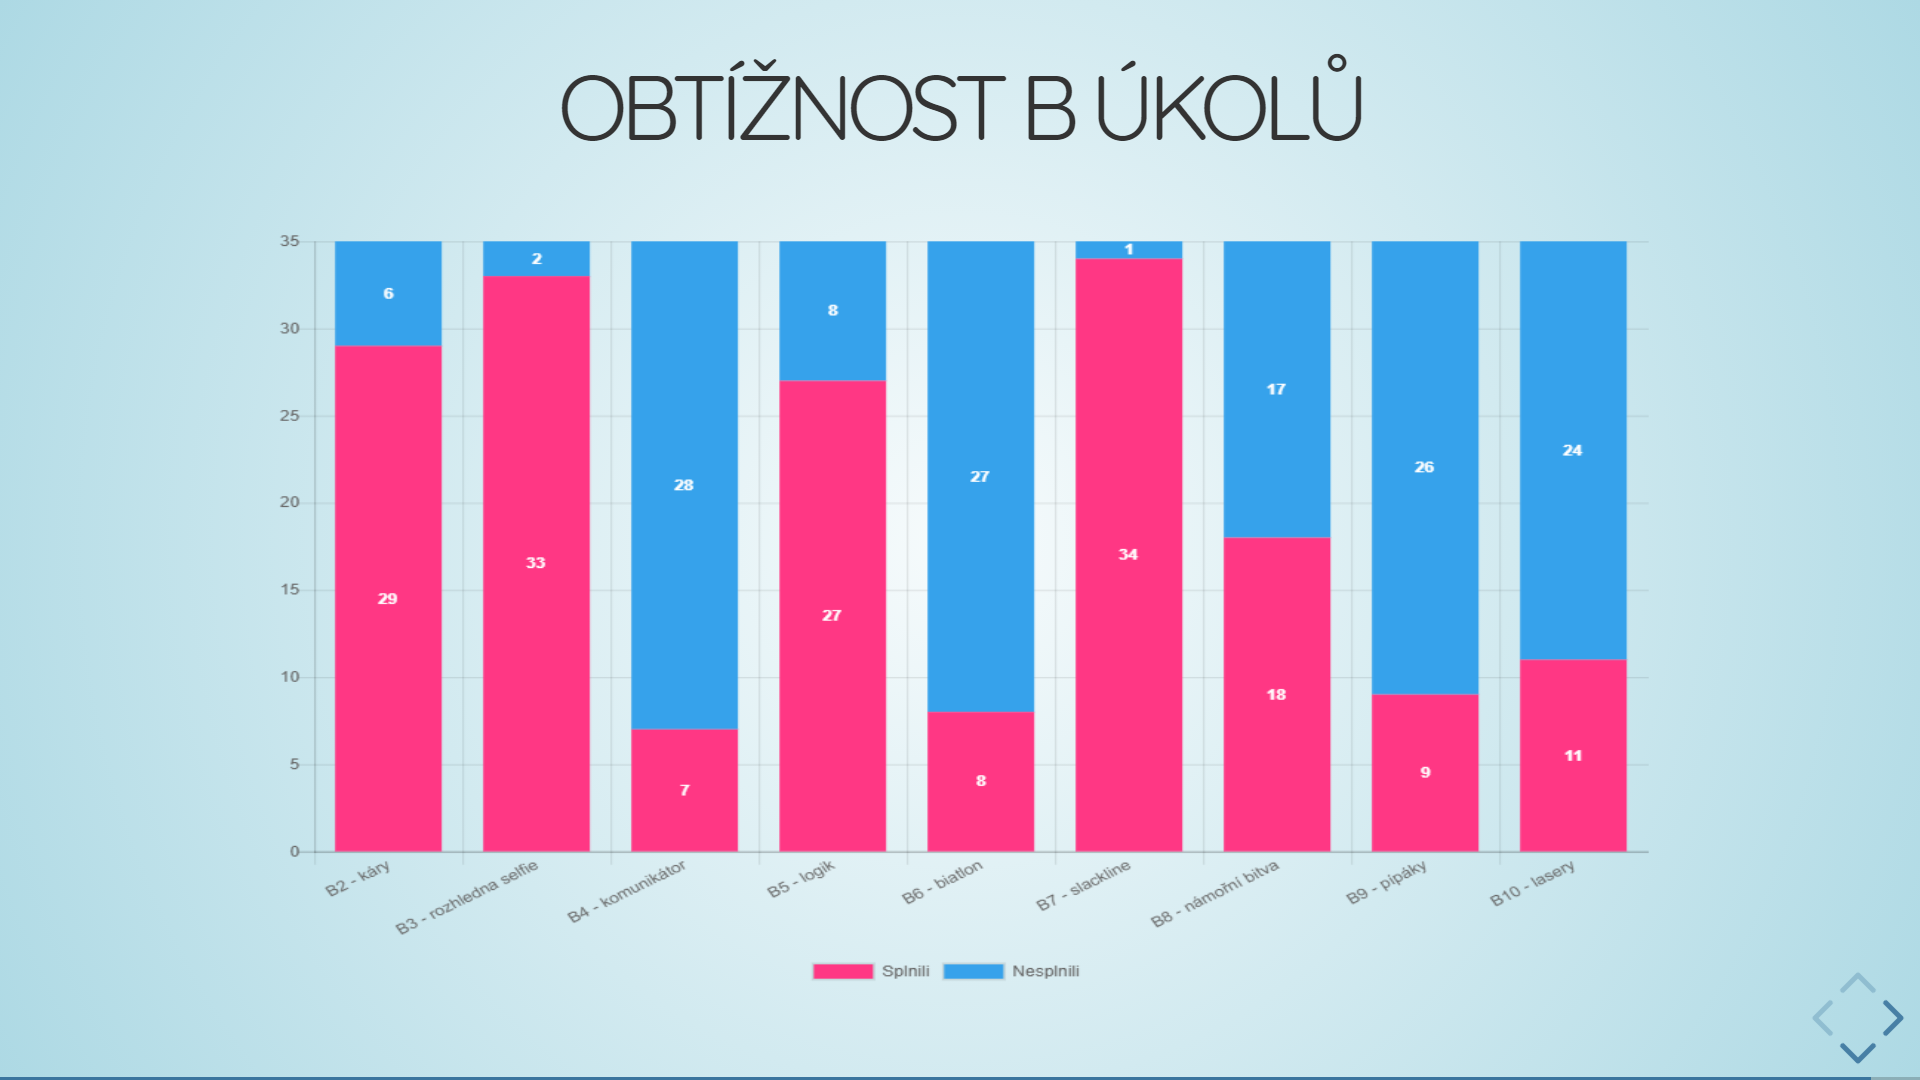 OBTÍŽNOST B ÚKOLŮ
35
30
25
20
15
10
5
0
6
2
28
8
27
1
17
26
24
29
33
7
27
8
34
18
9
11
B2 - káry
B3 - rozhledna selfie
B4 - komunikátor
B5 - logik
B6 - biatlon
B7 - slackline
B8 - námořní bitva
B9 - pipáky
B10 - lasery
Splnili
Nesplnili